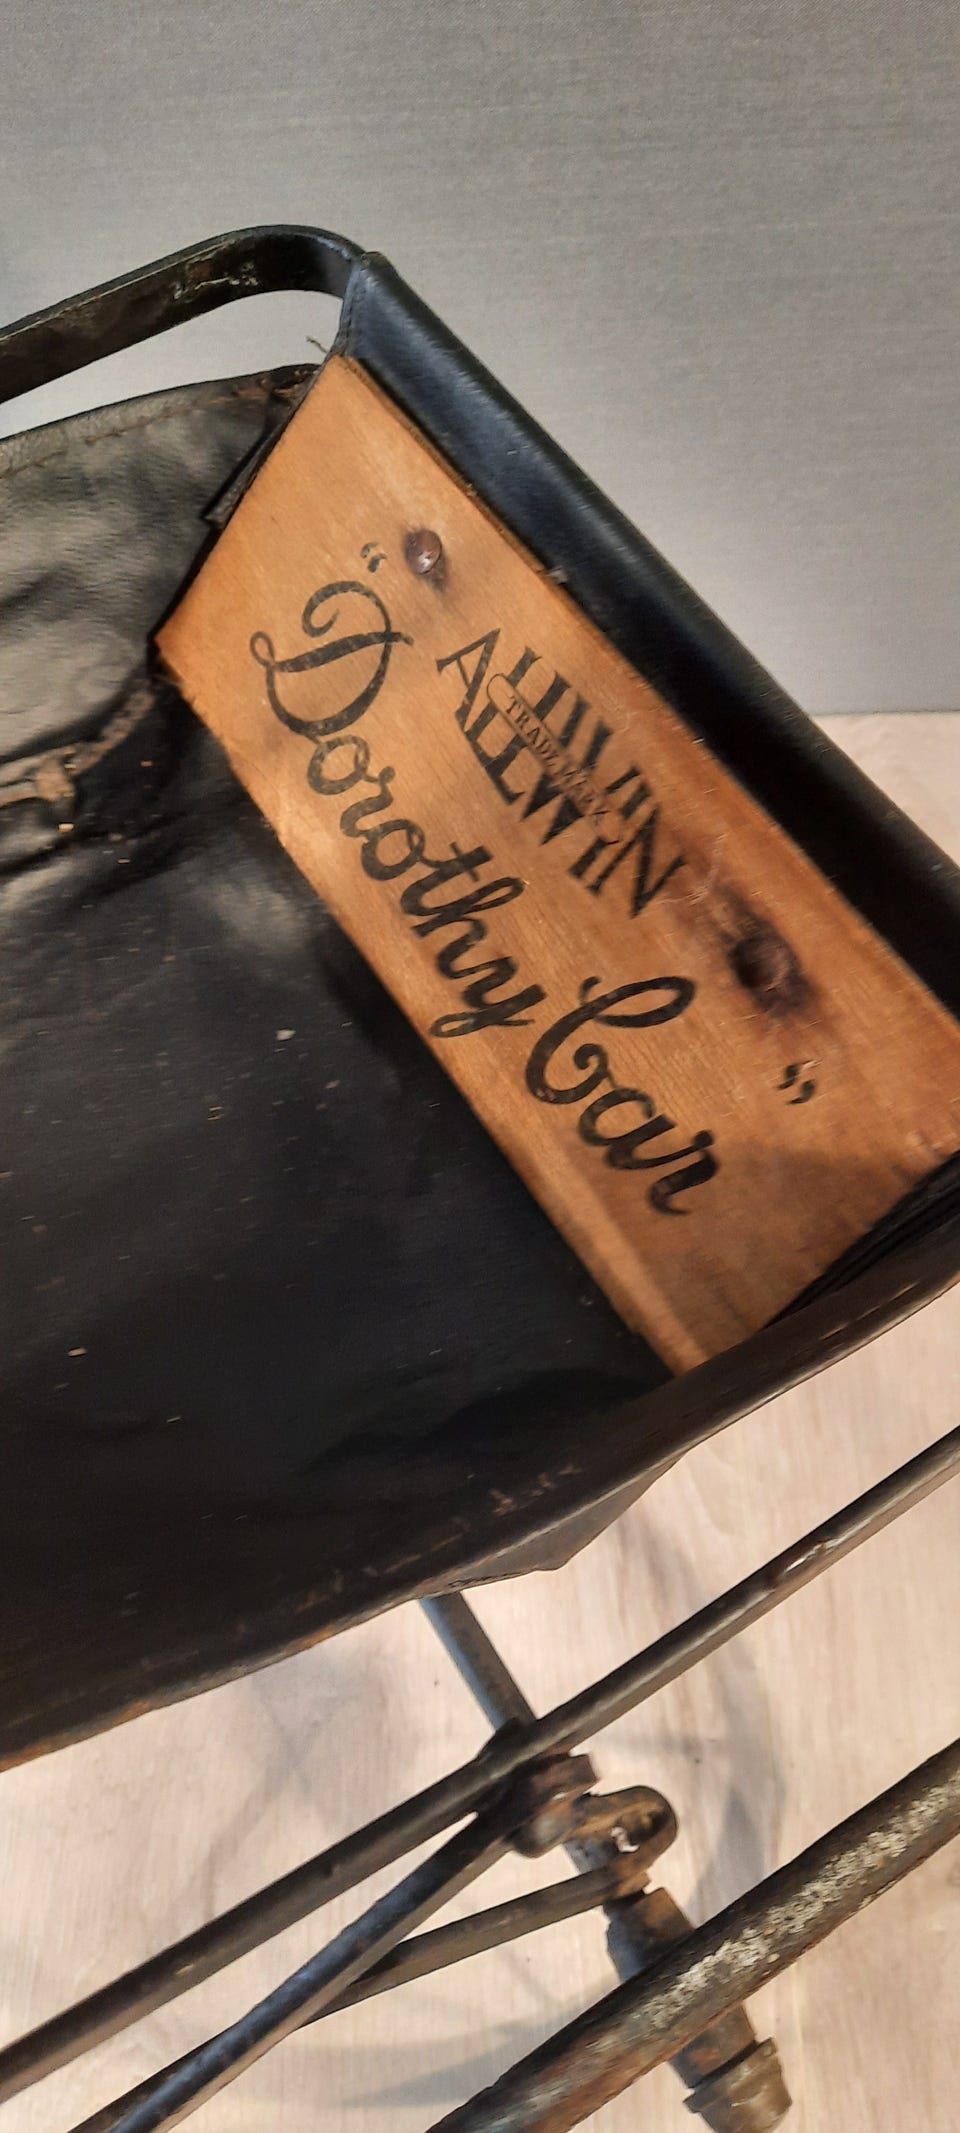 ALLWIN
TRADE MARK
“Dorothy Car”